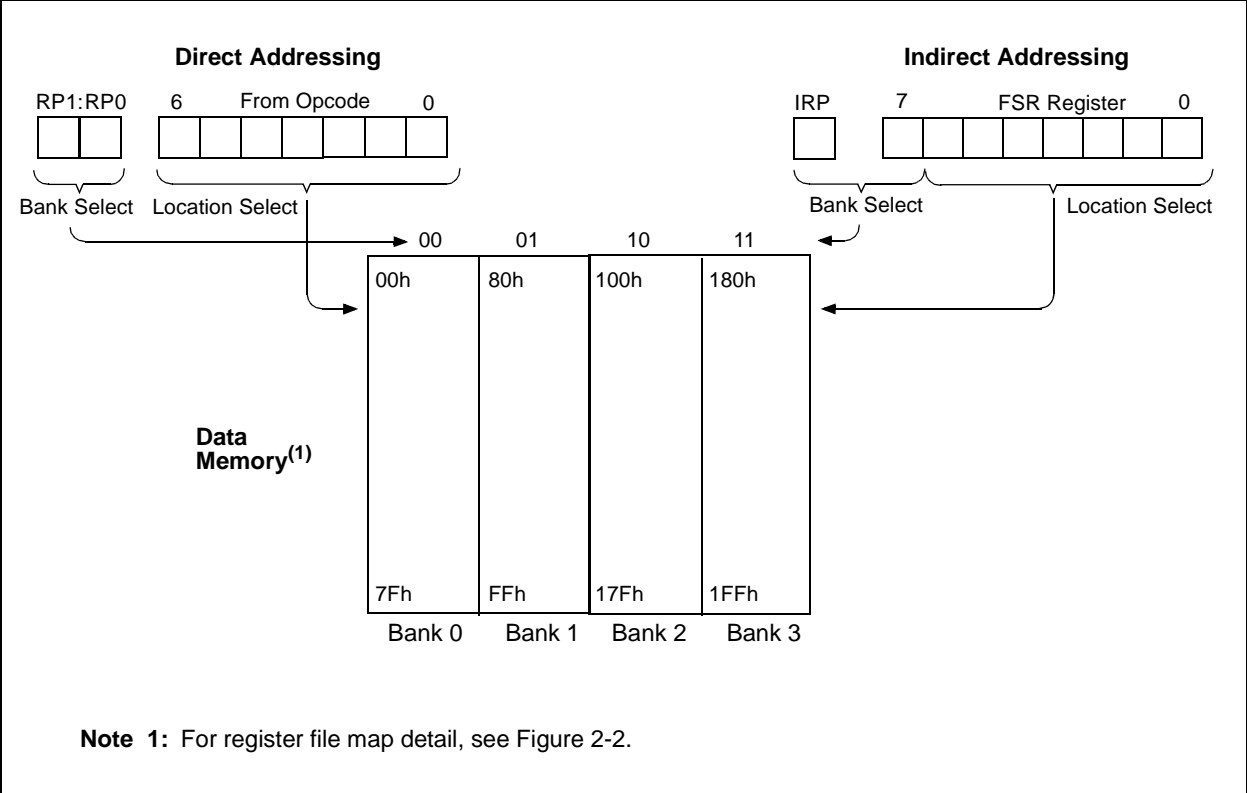 Direct Addressing
Indirect Addressing
RP1:RP0 6 From Opcode 0
IRP 7 FSR Register 0
Bank Select Location Select
Bank Select Location Select
00 01 10 11
00h 80h 100h 180h
Data
Memory(1)
7Fh FFh 17Fh 1FFh
Bank 0 Bank 1 Bank 2 Bank 3
Note 1: For register file map detail, see Figure 2-2.